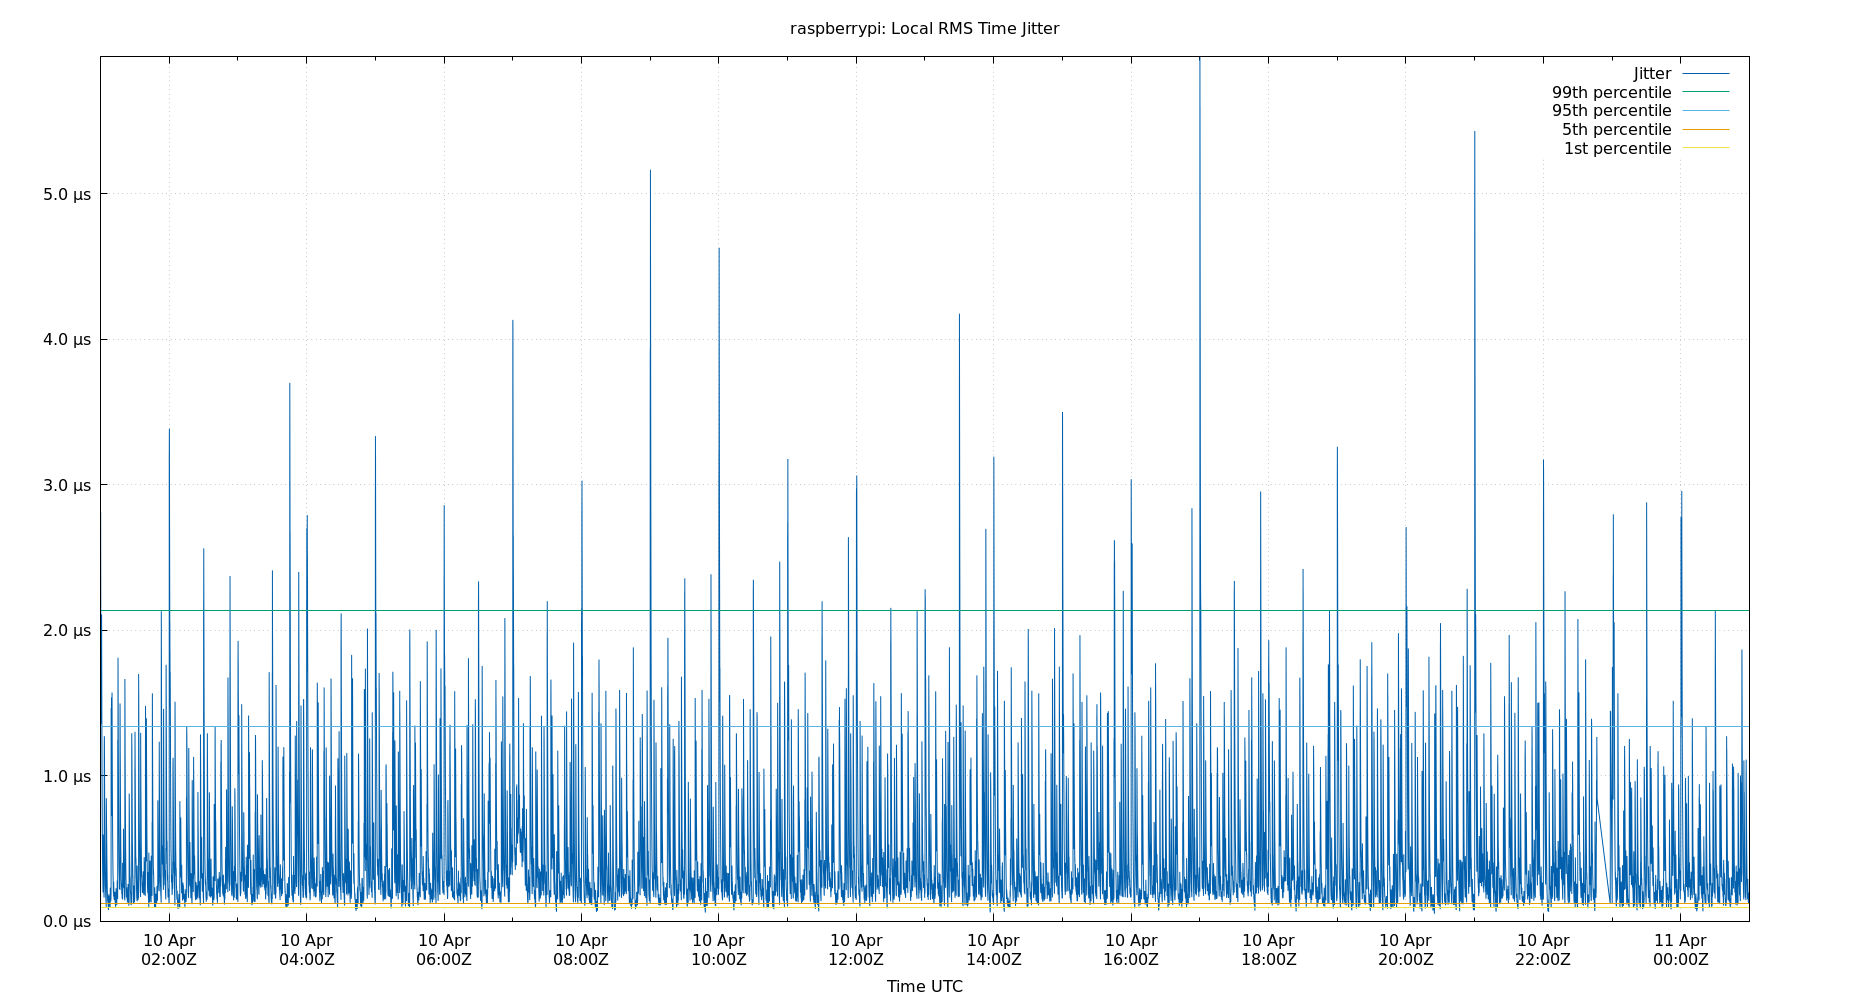 raspberrypi: Local RMS Time Jitter
Jitter
99th percentile
95th percentile
5th percentile
1st percentile
5.0 μs
4.0 μs
3.0 μs
2.0 μs
1.0 μs
0.0 μs
10 Apr 10 Apr 10 Apr 10 Apr 10 Apr 10 Apr 10 Apr 10 Apr 10 Apr 10 Apr 10 Apr 11 Apr
02:00Z 04:00Z 06:00Z 08:00Z 10:00Z 12:00Z 14:00Z 16:00Z 18:00Z 20:00Z 22:00Z 00:00Z
Time UTC